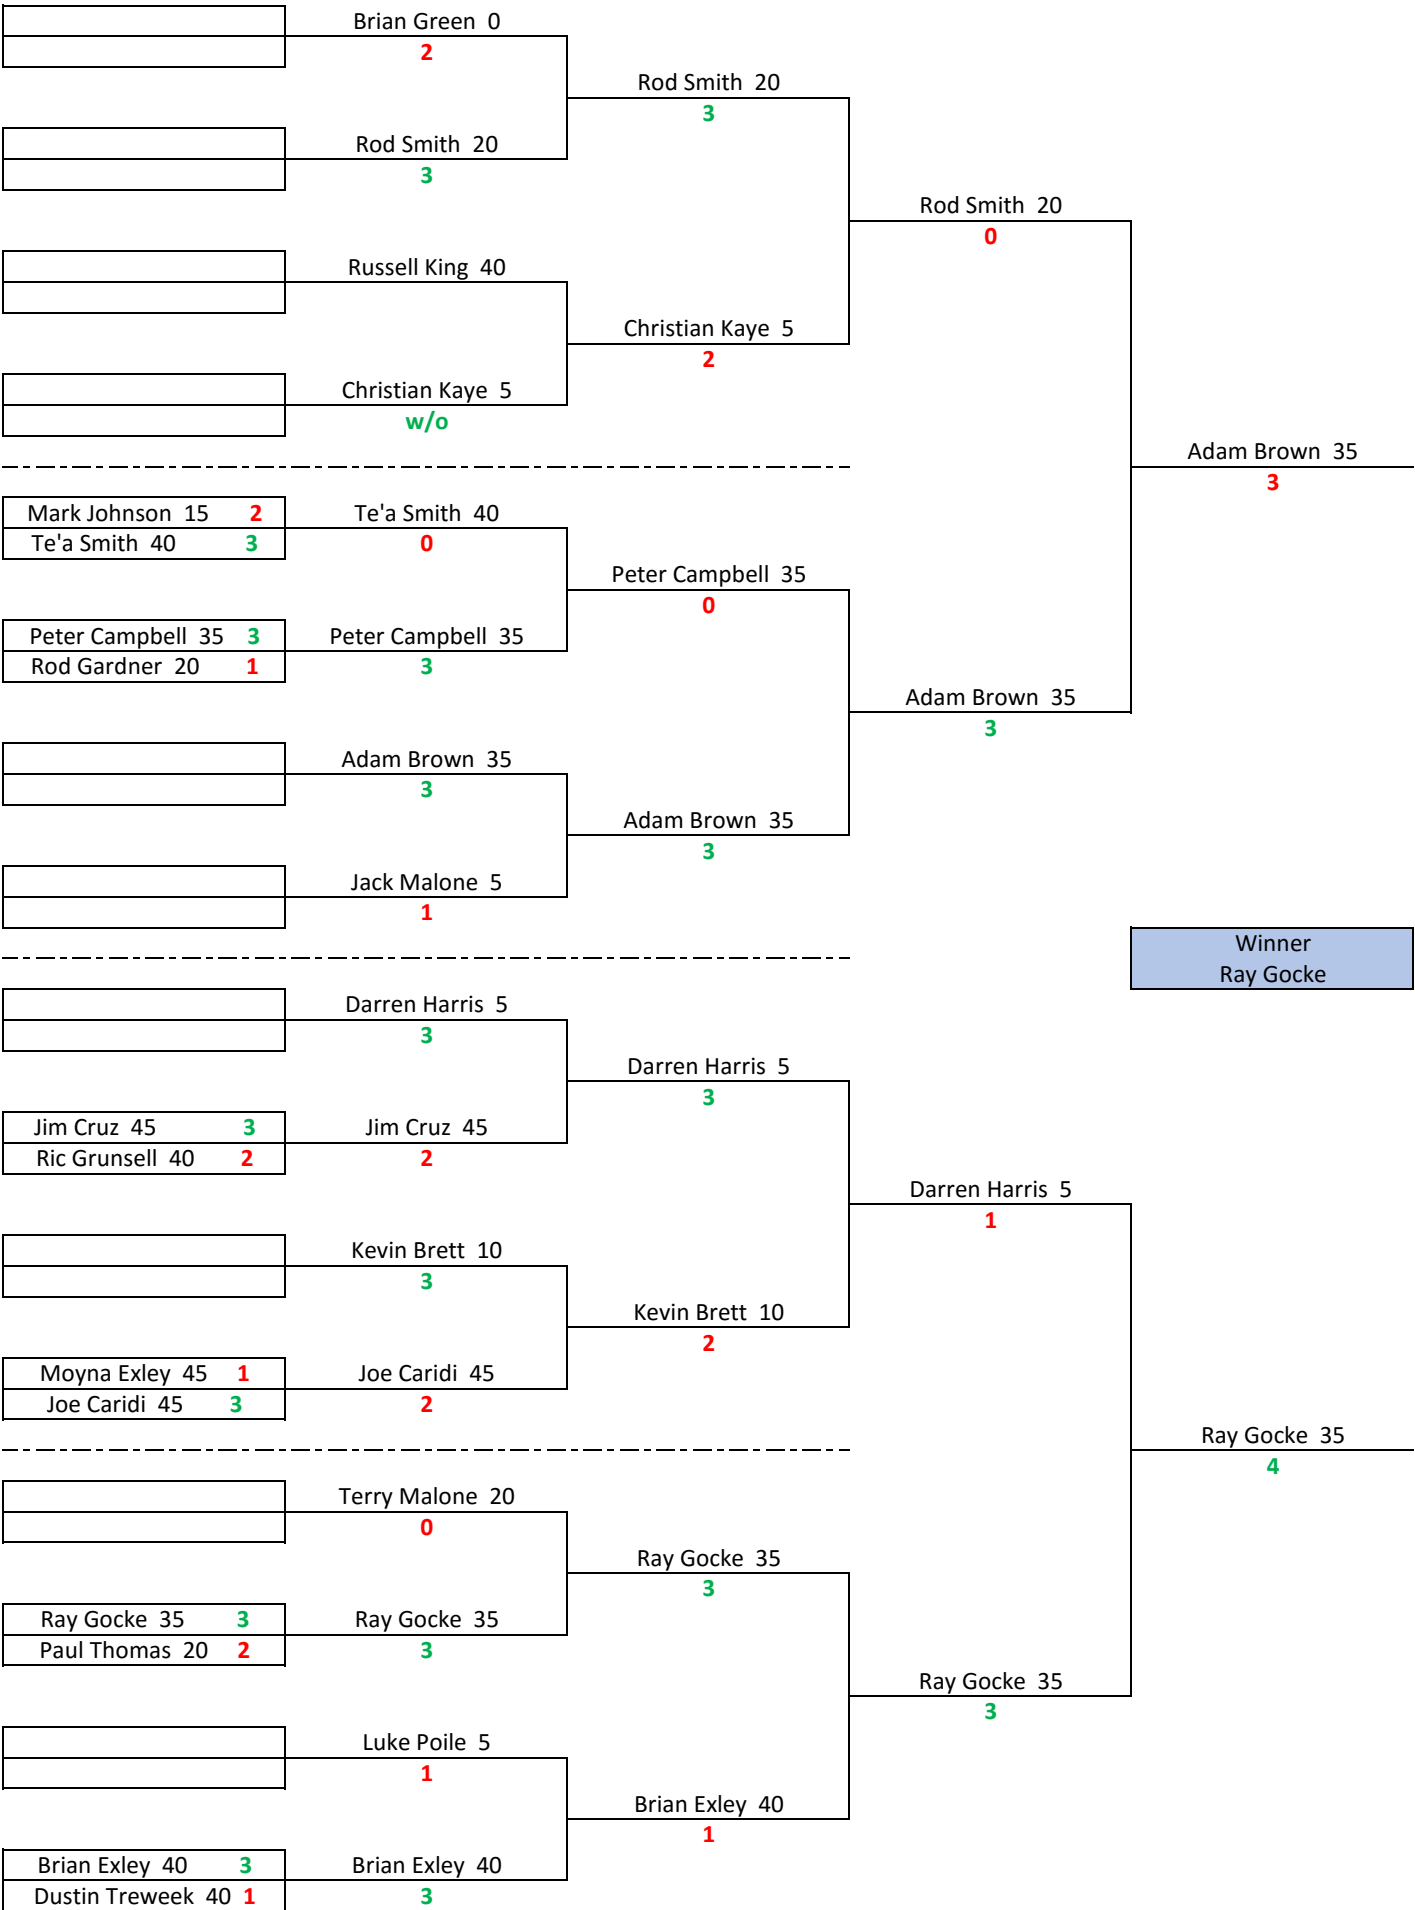 Brian Green 0
2
Rod Smith 20
3
Rod Smith 20
3
Rod Smith 20
0
Russell King 40
Christian Kaye 5
2
Christian Kaye 5
w/o
Adam Brown 35
3
Mark Johnson 15 2
Te'a Smith 40
Te'a Smith 40 3
0
Peter Campbell 35
0
Peter Campbell 35 3
Peter Campbell 35
Rod Gardner 20 1
3
Adam Brown 35
3
Adam Brown 35
3
Adam Brown 35
3
Jack Malone 5
1
Winner
Ray Gocke
Darren Harris 5
3
Darren Harris 5
3
Jim Cruz 45 3
Jim Cruz 45
Ric Grunsell 40 2
2
Darren Harris 5
1
Kevin Brett 10
3
Kevin Brett 10
2
Moyna Exley 45 1
Joe Caridi 45
Joe Caridi 45 3
2
Ray Gocke 35
4
Terry Malone 20
0
Ray Gocke 35
3
Ray Gocke 35 3
Ray Gocke 35
Paul Thomas 20 2
3
Ray Gocke 35
3
Luke Poile 5
1
Brian Exley 40
1
Brian Exley 40 3
Brian Exley 40
Dustin Treweek 40 1
3